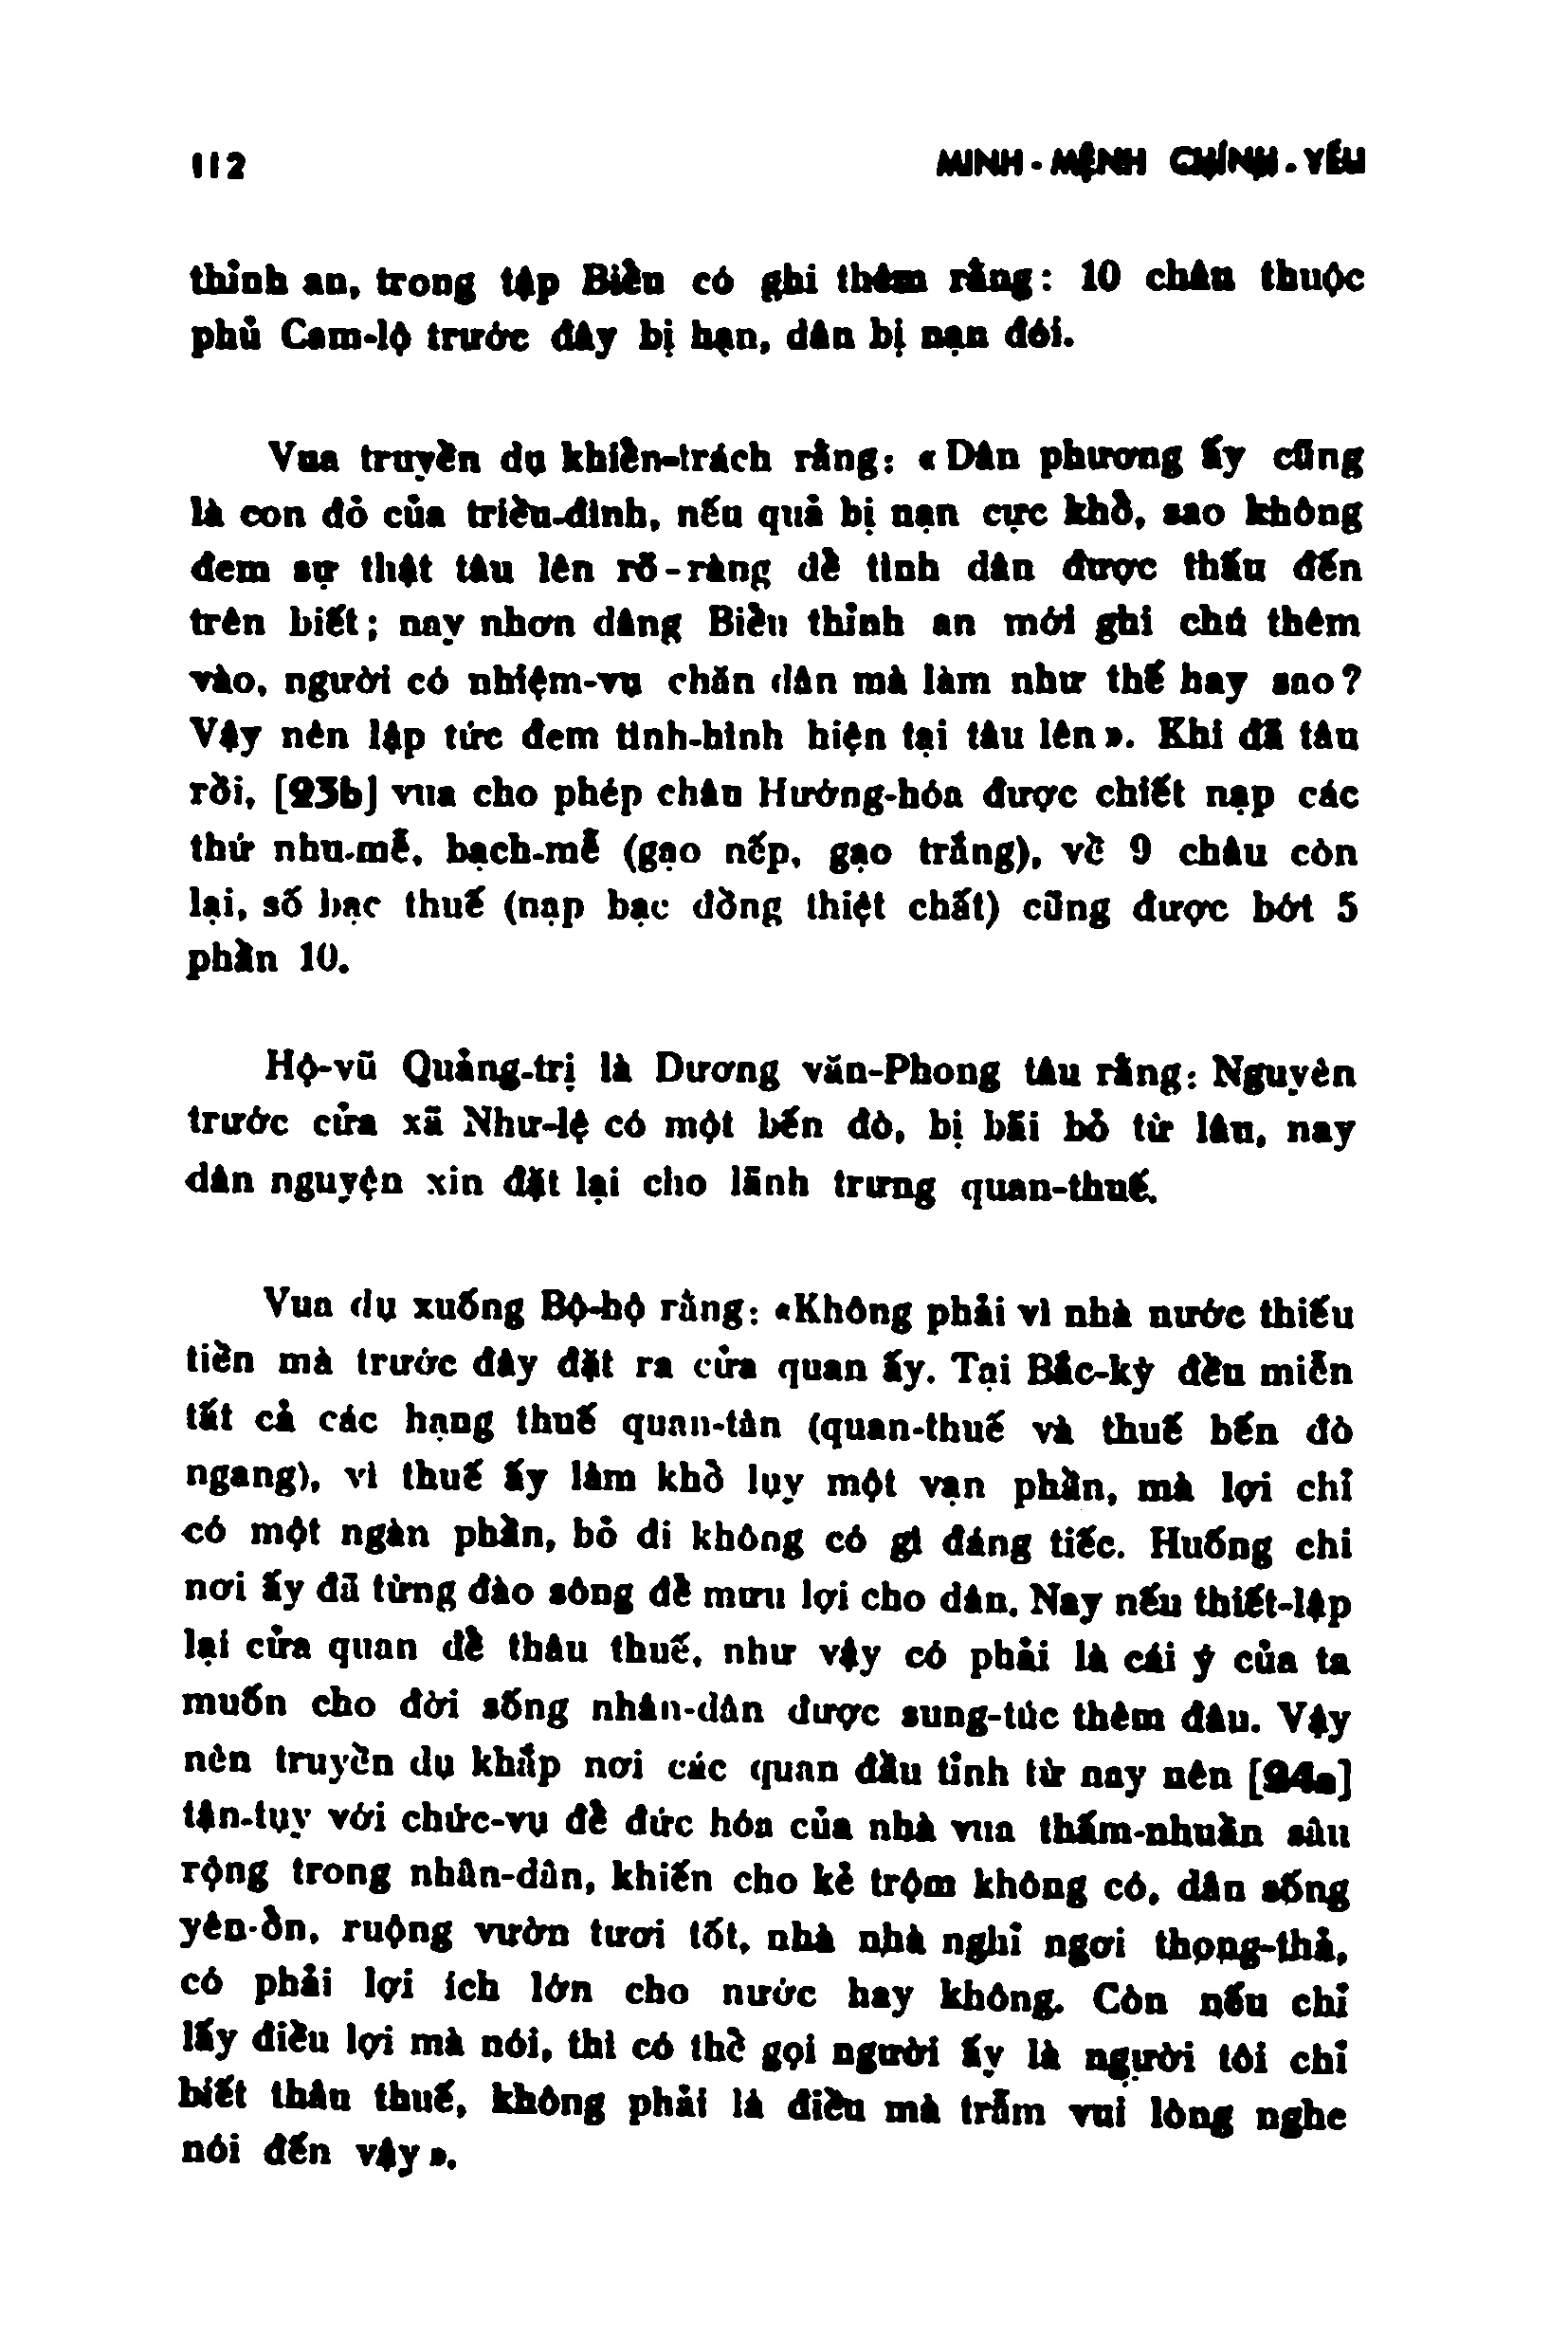 112 MINH-MỆNH CHÍNH-YẾU
thỉnh an, trong tập Biểu có ghi thêm rằng: 10 châu thuộc
phủ Cam-lộ trước đây bị hạn, dân bị nạn đói.
Vua truyền dụ khiển-trách rằng: « Dân phương ấy cũng
là con đỏ của triều-đình, nếu quả bị nạn cực khổ, sao không
đem sự thật tâu lên rõ-ràng để tình dân được thấu đến
trên biết; nay nhơn dâng Biểu thỉnh an mới ghi chú thêm
vào, người có nhiệm-vụ chăn dân mà làm như thế hay sao?
Vậy nên lập tức đem tình-hình hiện tại tâu lên ». Khi đã tâu
rồi, [23b] vua cho phép châu Hướng-hóa được chiết nạp các
thứ nhu-mễ, bạch-mễ (gạo nếp, gạo trắng), về 9 châu còn
lại, số bạc thuế (nạp bạc đồng thiệt chất) cũng được bớt 5
phần 10.
Hộ-vũ Quảng-trị là Dương văn-Phong tâu rằng: Nguyên
trước cửa xã Như-lệ có một bến đò, bị bãi bỏ từ lâu, nay
dân nguyện xin đặt lại cho lãnh trưng quan-thuế.
Vua dụ xuống Bộ-hộ rằng: «Không phải vì nhà nước thiếu
tiền mà trước đây đặt ra cửa quan ấy. Tại Bắc-kỳ đều miễn
tất cả các hạng thuế quan-tân (quan-thuế và thuế bến đò
ngang), vì thuế ấy làm khổ lụy một vạn phần, mà lợi chỉ
có một ngàn phần, bỏ đi không có gì đáng tiếc. Huống chi
nơi ấy đã từng đào sông để mưu lợi cho dân. Nay nếu thiết-lập
lại cửa quan để thâu thuế, như vậy có phải là cái ý của ta
muốn cho đời sống nhân-dân được sung-túc thêm đâu. Vậy
nên truyền dụ khắp nơi các quan đầu tỉnh từ nay nên [24a]
tận-tụy với chức-vụ để đức hóa của nhà vua thấm-nhuần sâu
rộng trong nhân-dân, khiến cho kẻ trộm không có, dân sống
yên-ổn, ruộng vườn tươi tốt, nhà nhà nghỉ ngơi thong-thả,
có phải lợi ích lớn cho nước hay không. Còn nếu chỉ
lấy điều lợi mà nói, thì có thể gọi người ấy là người tôi chỉ
biết thâu thuế, không phải là điều mà trẫm vui lòng nghe
nói đến vậy ».